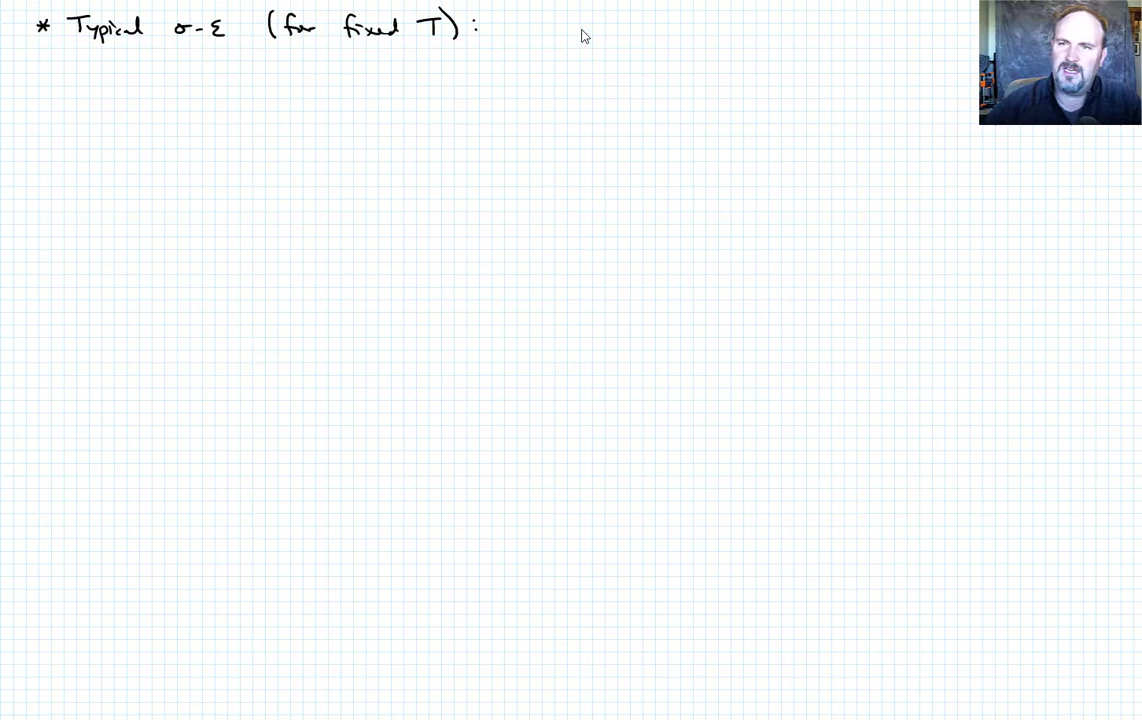 * Typical σ-ε (for fixed T):